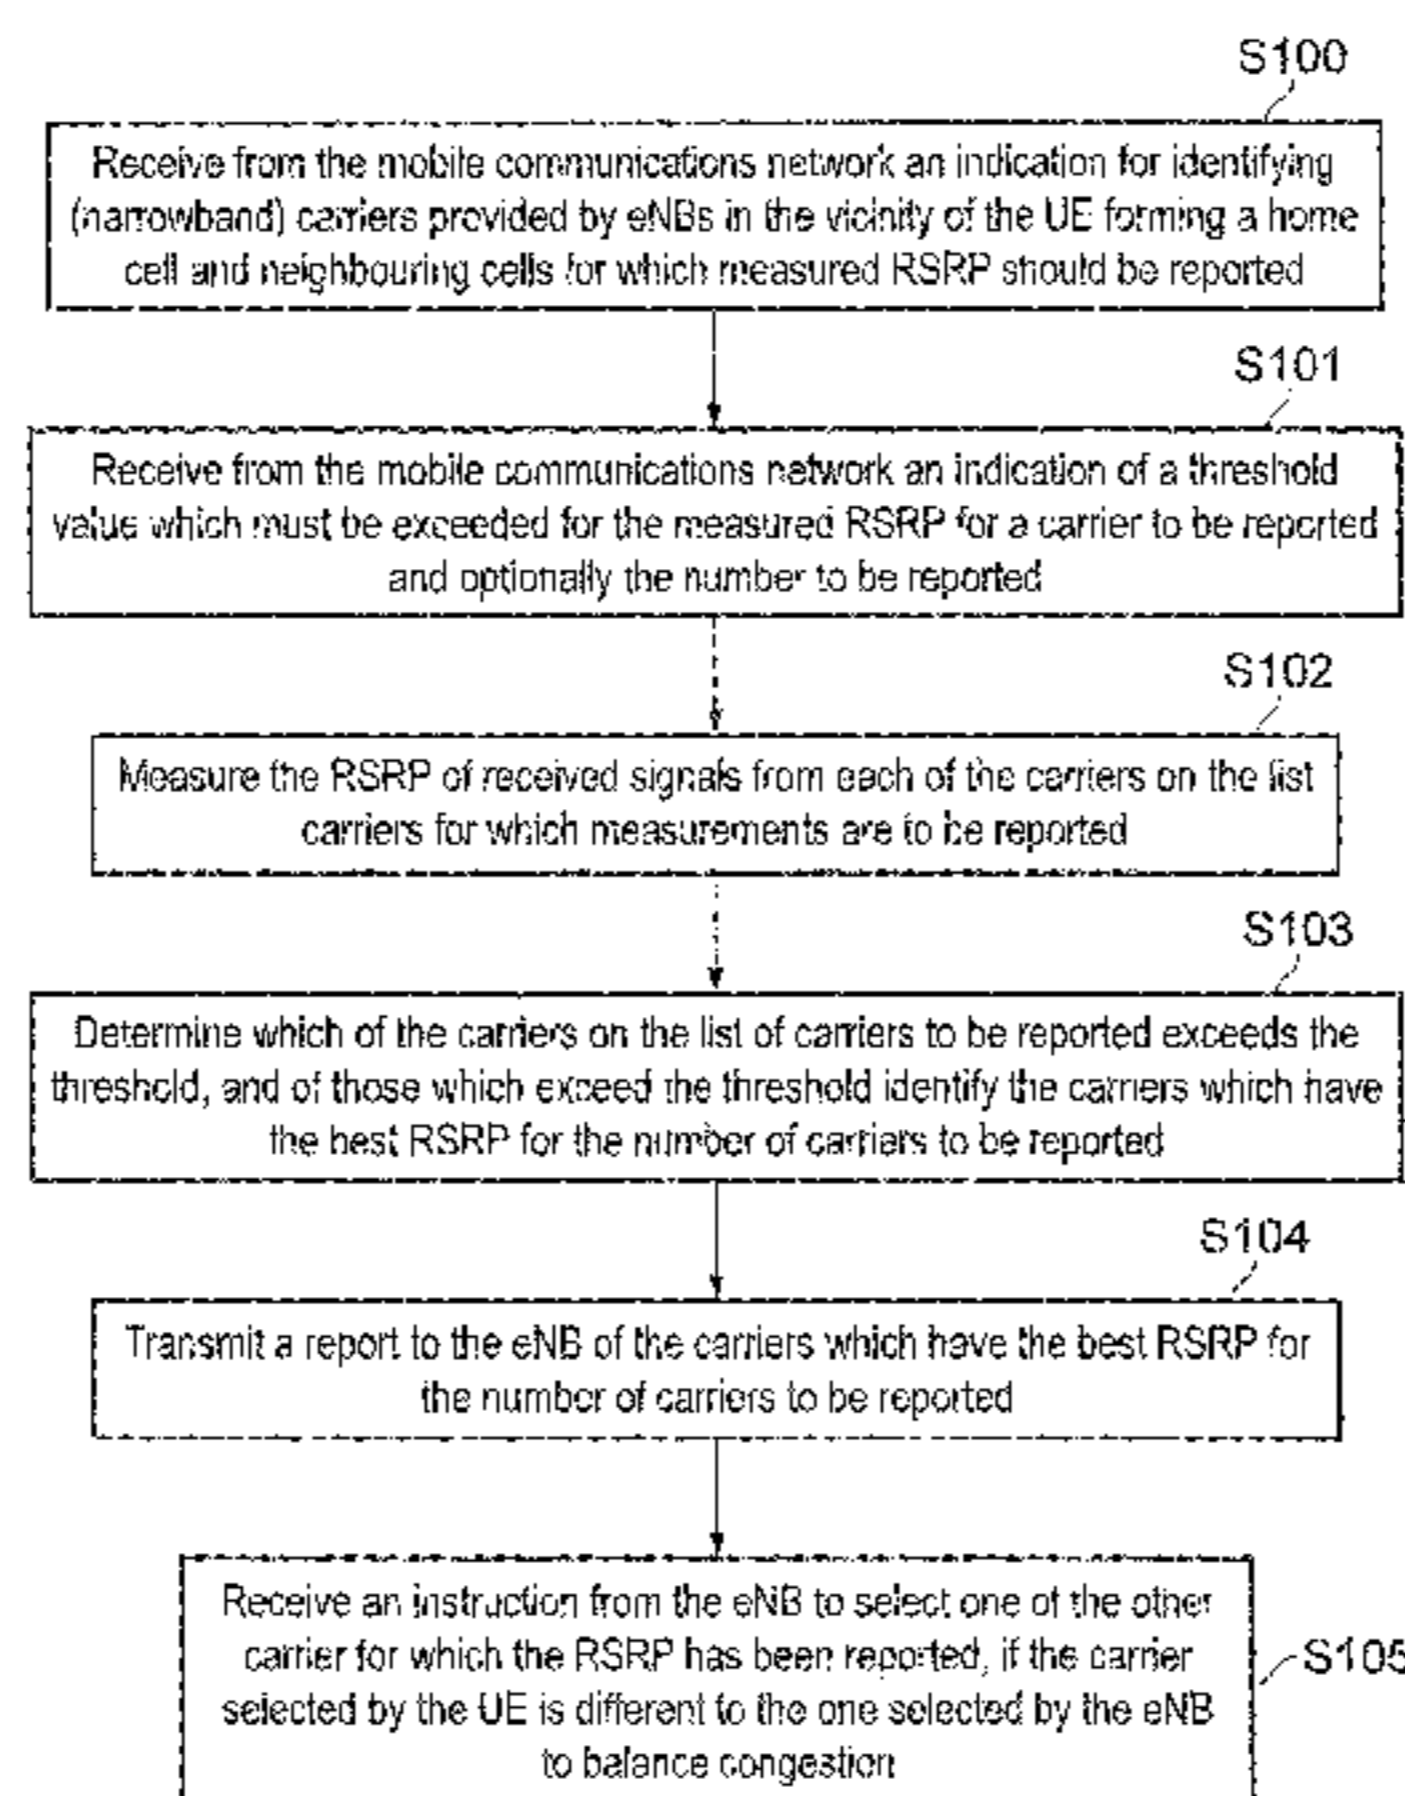 S100
Receive from the mobile communications network an indication for identifying
(narrowband) carriers provided by eNBs in the vicinity of the UE forming a home
cell and neighbouring cells for which measured RSRP should be reported
S101
Receive from the mobile communications network an indication of a threshold
value which must be exceeded for the measured RSRP for a carrier to be reported
and optionally the number to be reported
S102
Measure the RSRP of received signals from each of the carriers on the list
carriers for which measurements are to be reported
S103
Determine which of the carriers on the list of carriers to be reported exceeds the
threshold, and of those which exceed the threshold identify the carriers which have
the best RSRP for the number of carriers to be reported
S104
Transmit a report to the eNB of the carriers which have the best RSRP for
the number of carriers to be reported
Receive an instruction from the eNB to select one of the other
carrier for which the RSRP has been reported, if the carrier
selected by the UE is different to the one selected by the eNB
to balance congestion
S105